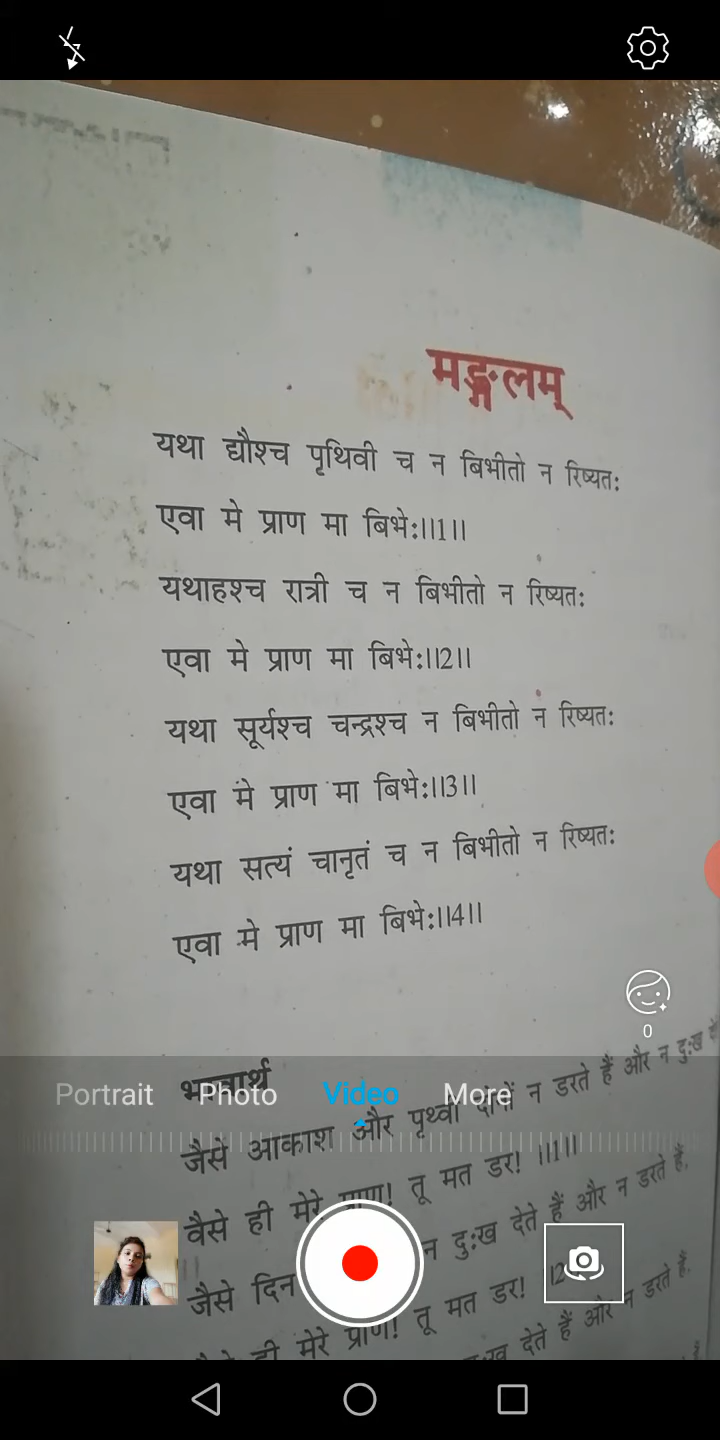 मङ्गलम्
यथा द्यौश्च पृथिवी च न बिभीतो न रिष्यतः
एवा मे प्राण मा बिभेः।।1।।
यथाहश्च रात्री च न बिभीतो न रिष्यतः
एवा मे प्राण मा बिभेः।।2।।
यथा सूर्यश्च चन्द्रश्च न बिभीतो न रिष्यतः
एवा मे प्राण मा बिभेः।।3।।
यथा सत्यं चानृतं च न बिभीतो न रिष्यतः
एवा मे प्राण मा बिभेः।।4।।
0
भावार्थ
Portrait Photo Video More
जैसे आकाश और पृथ्वी दोनों न डरते हैं और न दुःख
वैसे ही मेरे प्राण! तू मत डर! ।।1।।
जैसे दिन न दुःख देते हैं और न डरते हैं,
ही मेरे प्राण! तू मत डर!
देते हैं और न डरते हैं,